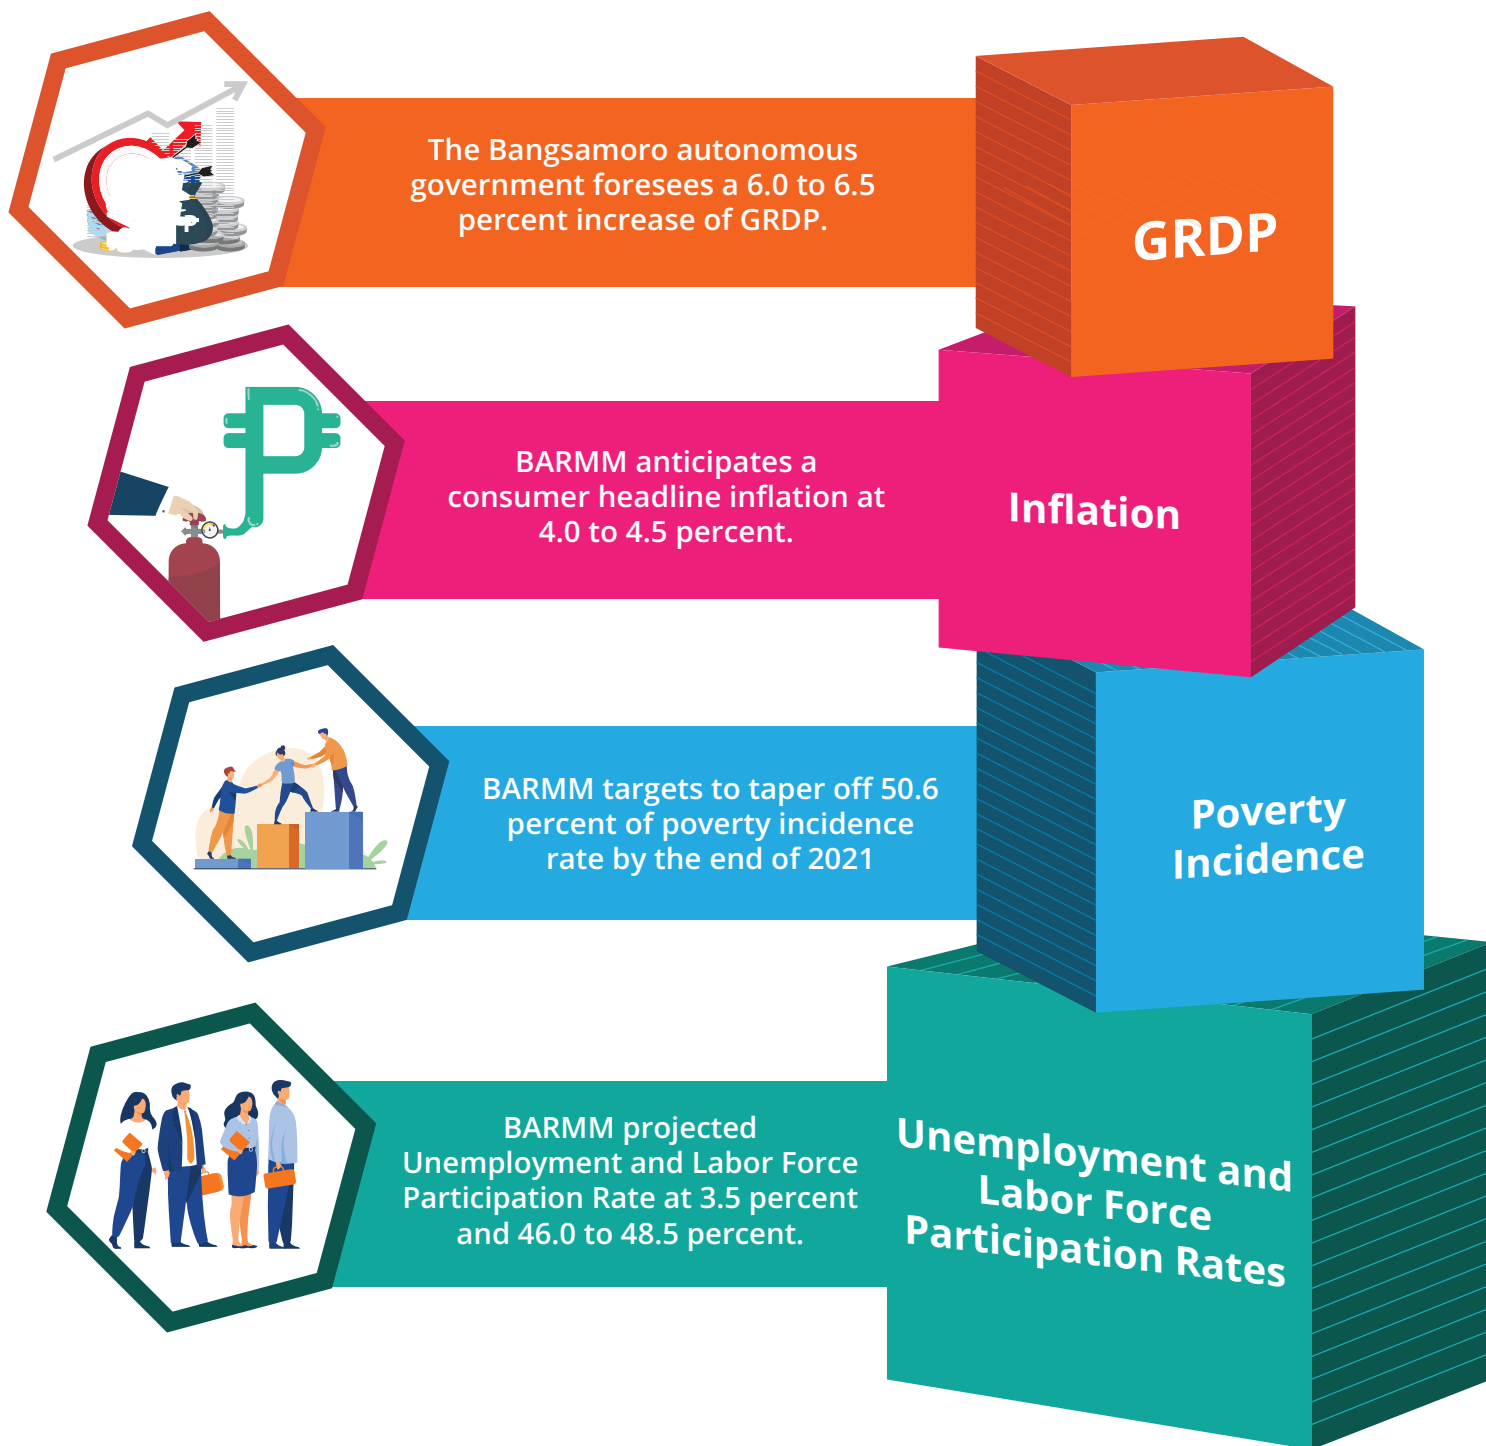 The Bangsamoro autonomous
government foresees a 6.0 to 6.5
percent increase of GRDP.
GRDP
BARMM anticipates a
consumer headline inflation at
4.0 to 4.5 percent.
Inflation
BARMM targets to taper off 50.6
percent of poverty incidence
rate by the end of 2021
Poverty
Incidence
BARMM projected
Unemployment and Labor Force
Participation Rate at 3.5 percent
and 46.0 to 48.5 percent.
Unemployment and
Labor Force
Participation Rates